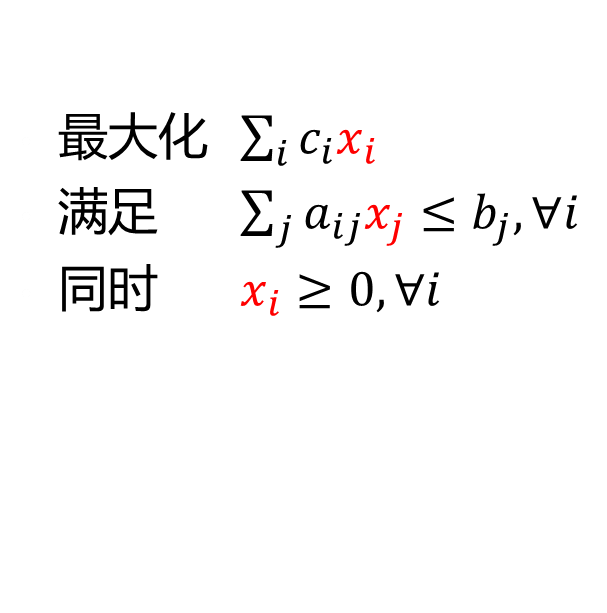 最大化 ∑ᵢ cᵢxᵢ
满足 ∑ⱼ aᵢⱼxⱼ ≤ bⱼ, ∀i
同时 xᵢ ≥ 0, ∀i